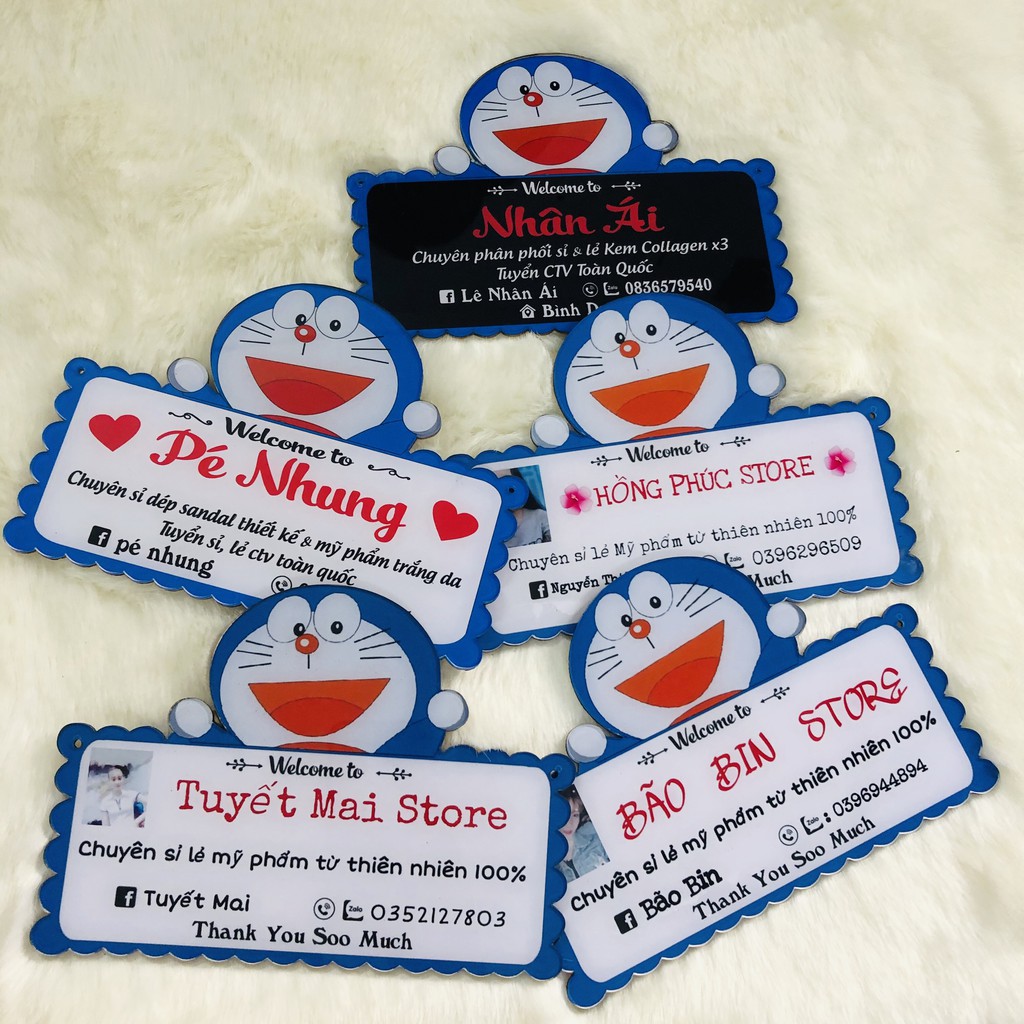 Welcome to
Nhân Ái
Chuyên phân phối sỉ & lẻ Kem Collagen x3
Tuyển CTV Toàn Quốc
Lê Nhân Ái Zalo 0836579540
Bình
Welcome to
Pé Nhung
Chuyên sỉ dép sandal thiết kế & mỹ phẩm trắng da
Tuyển sỉ, lẻ ctv toàn quốc
pé nhung
Welcome to
HỒNG PHÚC STORE
Chuyên sỉ lẻ Mỹ phẩm từ thiên nhiên 100%
Zalo 0396296509
Nguyễn
Much
Welcome to
Tuyết Mai Store
Chuyên sỉ lẻ mỹ phẩm từ thiên nhiên 100%
Tuyết Mai Zalo 0352127803
Thank You Soo Much
Welcome to
BÃO BIN STORE
Chuyên sỉ lẻ mỹ phẩm từ thiên nhiên 100%
Bão Bin Zalo : 0396944894
Thank You Soo Much